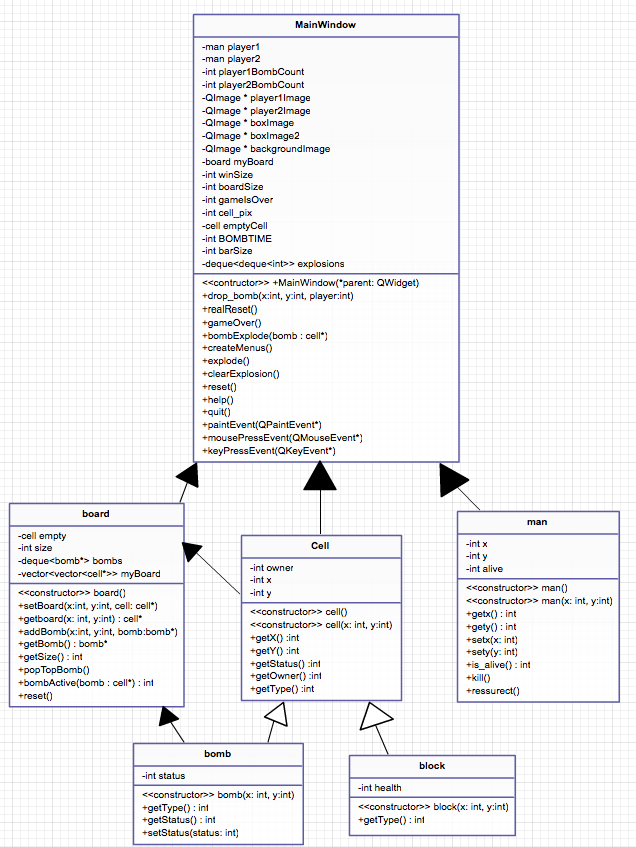 MainWindow
-man player1
-man player2
-int player1BombCount
-int player2BombCount
-QImage * player1Image
-QImage * player2Image
-QImage * boxImage
-QImage * boxImage2
-QImage * backgroundImage
-board myBoard
-int winSize
-int boardSize
-int gameIsOver
-int cell_pix
-cell emptyCell
-int BOMBTIME
-int barSize
-deque<deque<int>> explosions
<<contructor>> +MainWindow(*parent: QWidget)
+drop_bomb(x:int, y:int, player:int)
+realReset()
+gameOver()
+bombExplode(bomb : cell*)
+createMenus()
+explode()
+clearExplosion()
+reset()
+help()
+quit()
+paintEvent(QPaintEvent*)
+mousePressEvent(QMouseEvent*)
+keyPressEvent(QKeyEvent*)
board
-cell empty
-int size
-deque<bomb*> bombs
-vector<vector<cell*>> myBoard
<<constructor>> board()
+setBoard(x:int, y:int, cell: cell*)
+getboard(x: int, y:int) : cell*
+addBomb(x:int, y:int, bomb:bomb*)
+getBomb() : bomb*
+getSize() : int
+popTopBomb()
+bombActive(bomb : cell*) : int
+reset()
Cell
-int owner
-int x
-int y
<<constructor>> cell()
<<constructor>> cell(x: int, y:int)
+getX() :int
+getY() :int
+getStatus() :int
+getOwner() :int
+getType() :int
man
-int x
-int y
-int alive
<<constructor>> man()
<<constructor>> man(x: int, y:int)
+getx() : int
+gety() : int
+setx(x: int)
+sety(y: int)
+is_alive() : int
+kill()
+ressurect()
bomb
-int status
<<constructor>> bomb(x: int, y:int)
+getType() : int
+getStatus() : int
+setStatus(status: int)
block
-int health
<<constructor>> block(x: int, y:int)
+getType() : int